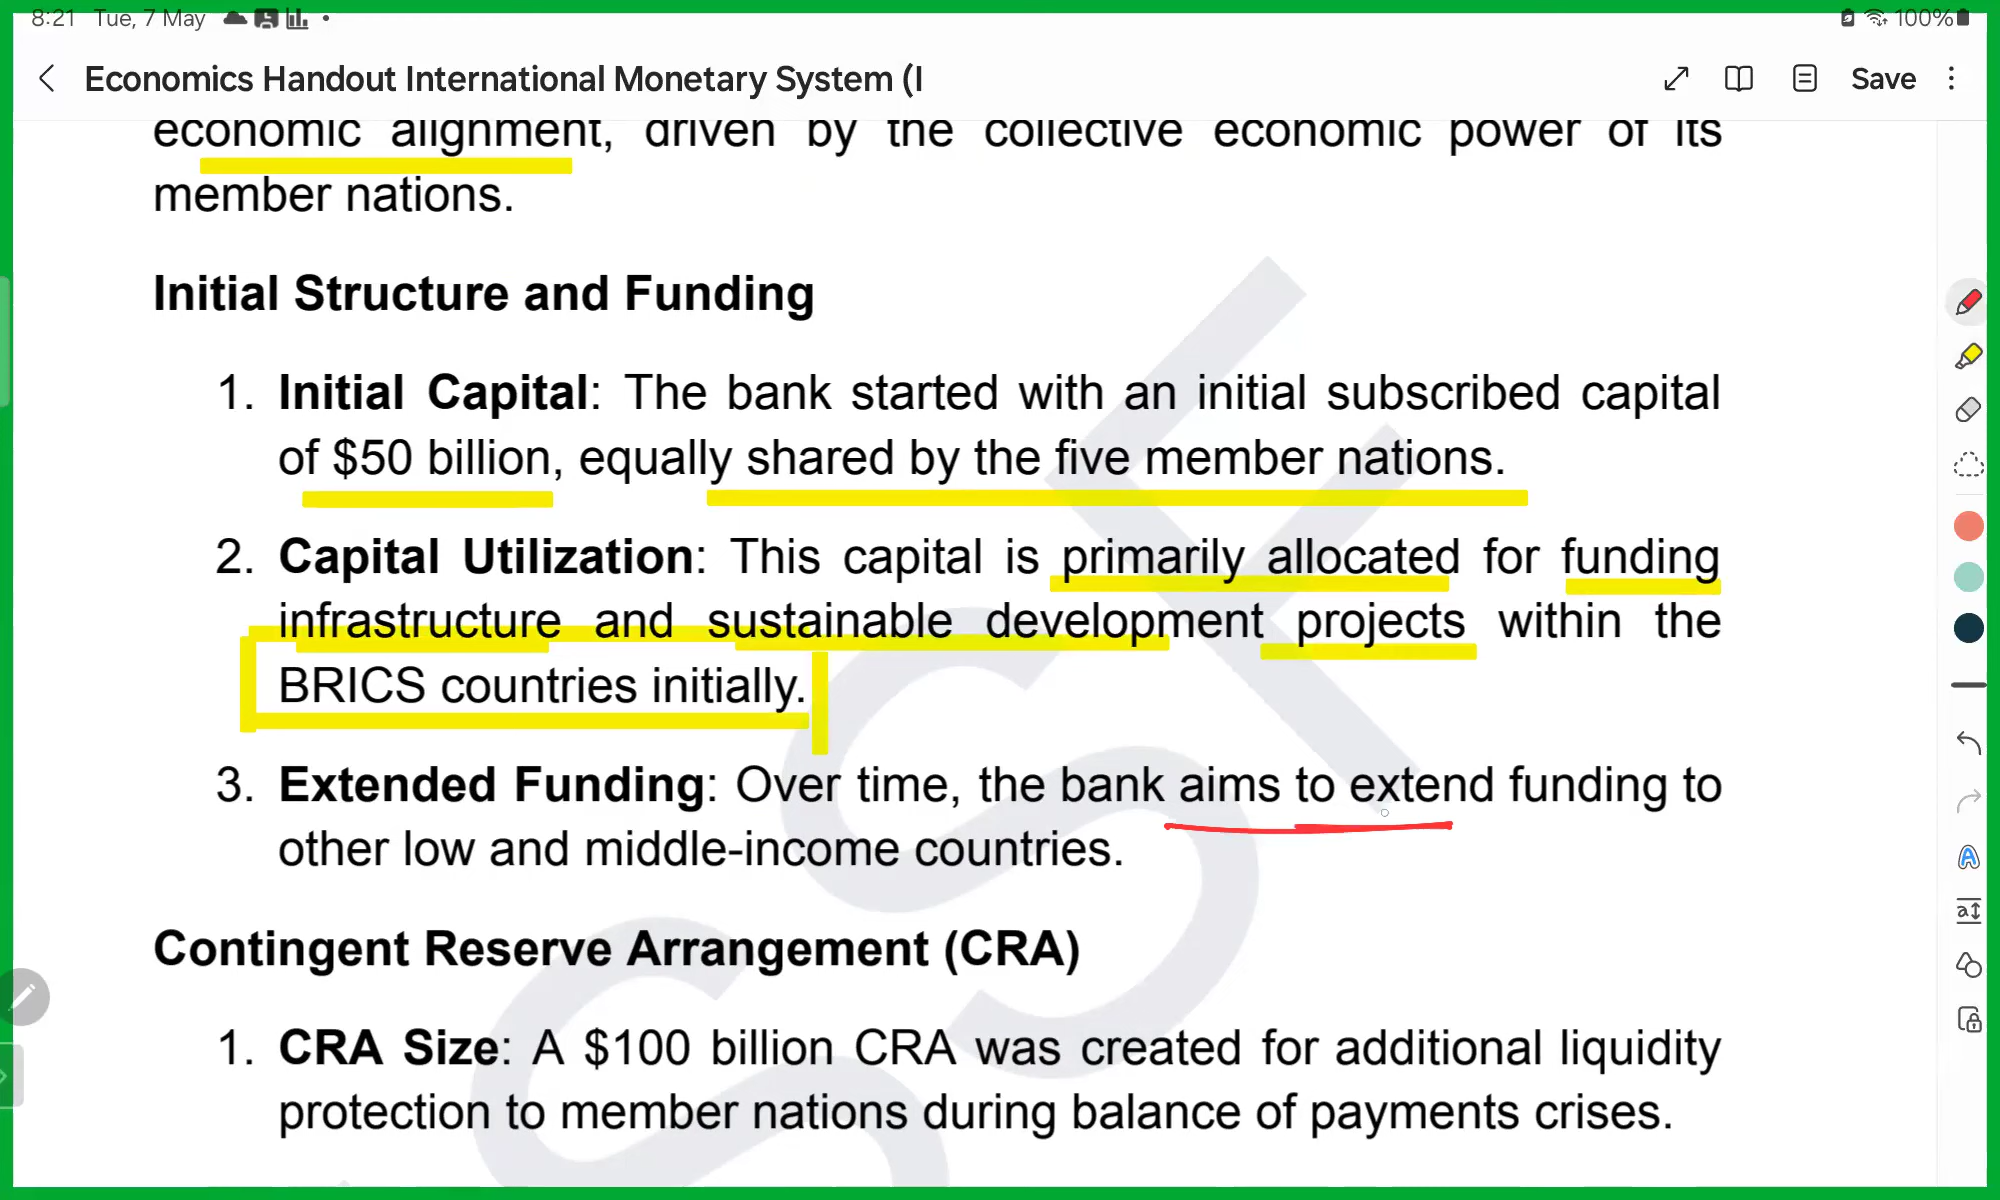 8:21 Tue, 7 May
100%
Economics Handout International Monetary System (I
Save
economic alignment, driven by the collective economic power of its
member nations.
Initial Structure and Funding
1. Initial Capital: The bank started with an initial subscribed capital
of $50 billion, equally shared by the five member nations.
2. Capital Utilization: This capital is primarily allocated for funding
infrastructure and sustainable development projects within the
BRICS countries initially.
3. Extended Funding: Over time, the bank aims to extend funding to
other low and middle-income countries.
Contingent Reserve Arrangement (CRA)
1. CRA Size: A $100 billion CRA was created for additional liquidity
protection to member nations during balance of payments crises.